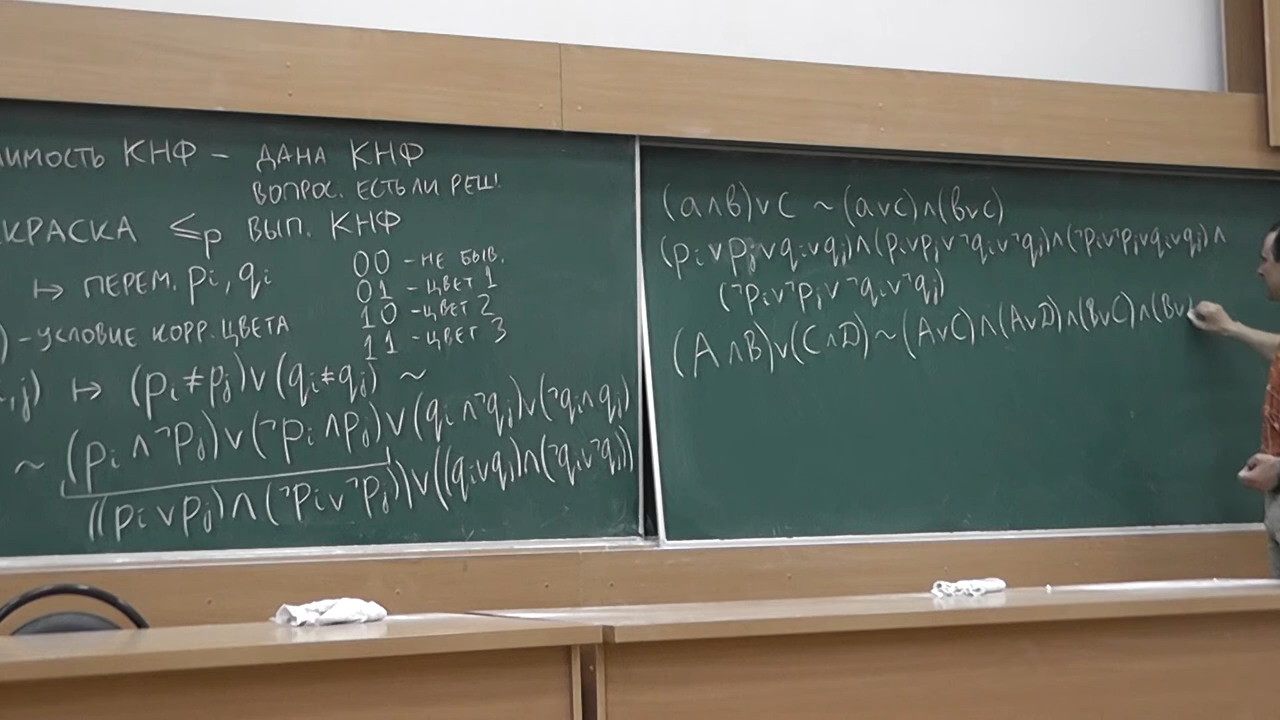 ИМОСТЬ КНФ – ДАНА КНФ
ВОПРОС. ЕСТЬ ЛИ РЕШ.
КРАСКА ≤p ВЫП. КНФ
↦ ПЕРЕМ. pi, qi
00 – НЕ БЫВ.
01 – ЦВЕТ 1
10 – ЦВЕТ 2
11 – ЦВЕТ 3
) – УСЛОВИЕ КОРР. ЦВЕТА
,j) ↦ (pi≠pj)∨(qi≠qj) ~
~ (pi∧¬pj)∨(¬pi∧pj)∨(qi∧¬qj)∨(¬qi∧qj)
((pi∨pj)∧(¬pi∨¬pj))∨((qi∨qj)∧(¬qi∨¬qj))
(a∧b)∨c ~ (a∨c)∧(b∨c)
(pi∨pj∨qi∨qj)∧(pi∨pj∨¬qi∨¬qj)∧(¬pi∨¬pj∨qi∨qj)∧
(¬pi∨¬pj∨¬qi∨¬qj)
(A∧B)∨(C∧D)~(A∨C)∧(A∨D)∧(B∨C)∧(B∨